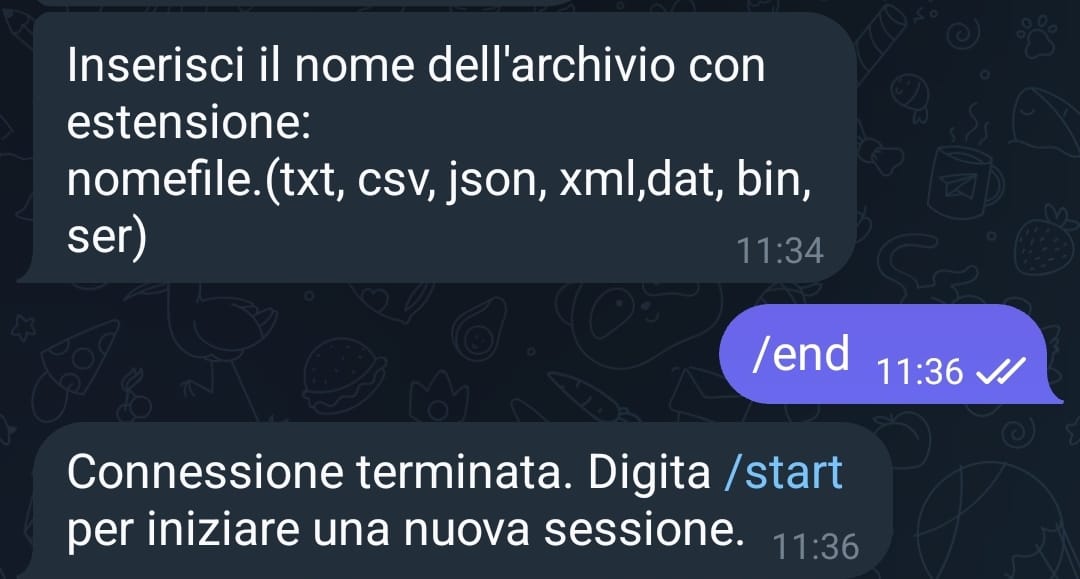 Inserisci il nome dell'archivio con
estensione:
nomefile.(txt, csv, json, xml,dat, bin,
ser)
11:34
/end
11:36
Connessione terminata. Digita /start
per iniziare una nuova sessione.
11:36